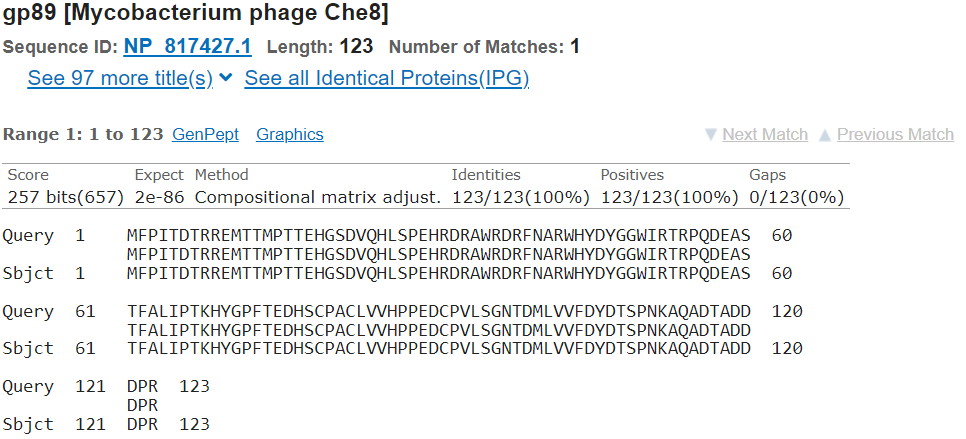 gp89 [Mycobacterium phage Che8]
Sequence ID: NP_817427.1 Length: 123 Number of Matches: 1
See 97 more title(s) See all Identical Proteins(IPG)
Range 1: 1 to 123 GenPept Graphics Next Match Previous Match
Score Expect Method Identities Positives Gaps
257 bits(657) 2e-86 Compositional matrix adjust. 123/123(100%) 123/123(100%) 0/123(0%)
Query 1 MFPITDTRREMTTMPTTEHGSDVQHLSPEHRDRAWRDRFNARWHYDYGGWIRTRPQDEAS 60
MFPITDTRREMTTMPTTEHGSDVQHLSPEHRDRAWRDRFNARWHYDYGGWIRTRPQDEAS
Sbjct 1 MFPITDTRREMTTMPTTEHGSDVQHLSPEHRDRAWRDRFNARWHYDYGGWIRTRPQDEAS 60
Query 61 TFALIPTKHYGPFTEDHSCPACLVVHPPEDCPVLSGNTDMLVVFDYDTSPNKAQADTADD 120
TFALIPTKHYGPFTEDHSCPACLVVHPPEDCPVLSGNTDMLVVFDYDTSPNKAQADTADD
Sbjct 61 TFALIPTKHYGPFTEDHSCPACLVVHPPEDCPVLSGNTDMLVVFDYDTSPNKAQADTADD 120
Query 121 DPR 123
DPR
Sbjct 121 DPR 123